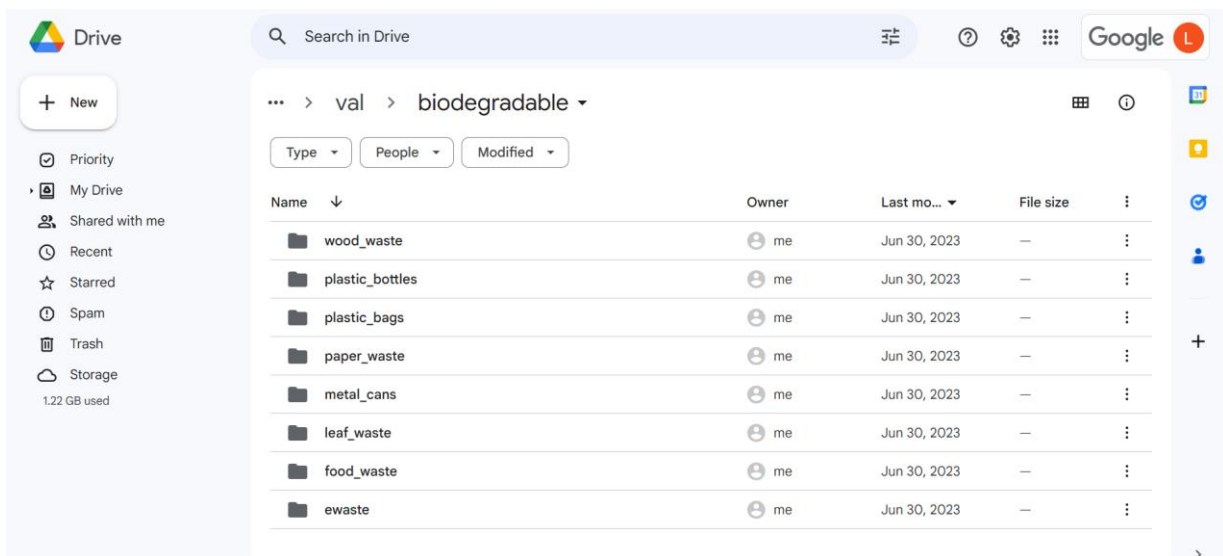 Drive
Search in Drive
Google L
New
Priority
My Drive
Shared with me
Recent
Starred
Spam
Trash
Storage
1.22 GB used
... > val > biodegradable
Type People Modified
Name Owner Last mo... File size
wood_waste me Jun 30, 2023 —
plastic_bottles me Jun 30, 2023 —
plastic_bags me Jun 30, 2023 —
paper_waste me Jun 30, 2023 —
metal_cans me Jun 30, 2023 —
leaf_waste me Jun 30, 2023 —
food_waste me Jun 30, 2023 —
ewaste me Jun 30, 2023 —
31